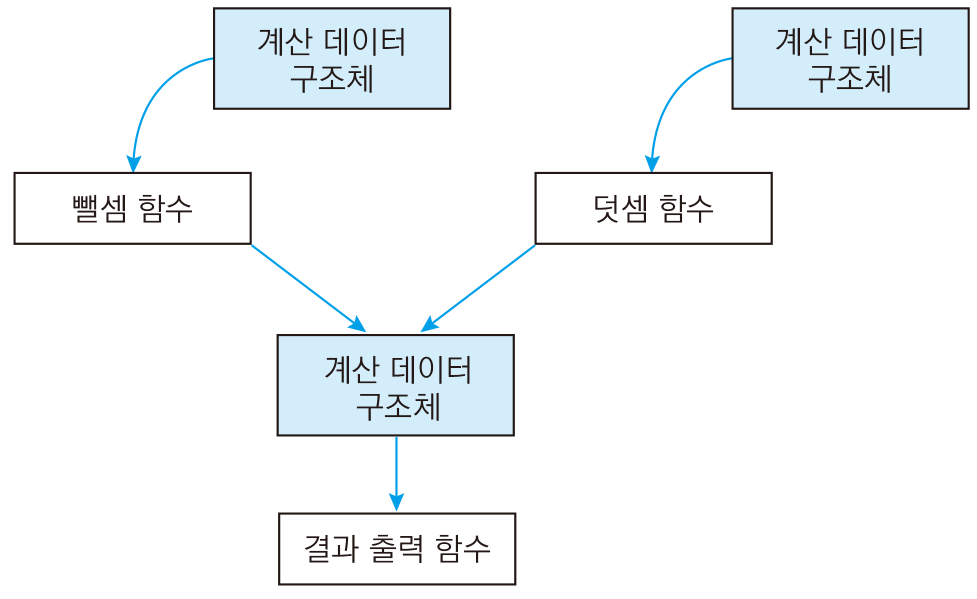 계산 데이터
구조체
계산 데이터
구조체
뺄셈 함수
덧셈 함수
계산 데이터
구조체
결과 출력 함수